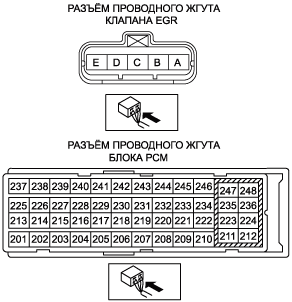 РАЗЪЁМ ПРОВОДНОГО ЖГУТА
КЛАПАНА EGR
E D C B A
РАЗЪЁМ ПРОВОДНОГО ЖГУТА
БЛОКА PCM
237 238 239 240 241 242 243 244 245 246 247 248
225 226 227 228 229 230 231 232 233 234 235 236
213 214 215 216 217 218 219 220 221 222 223 224
201 202 203 204 205 206 207 208 209 210 211 212